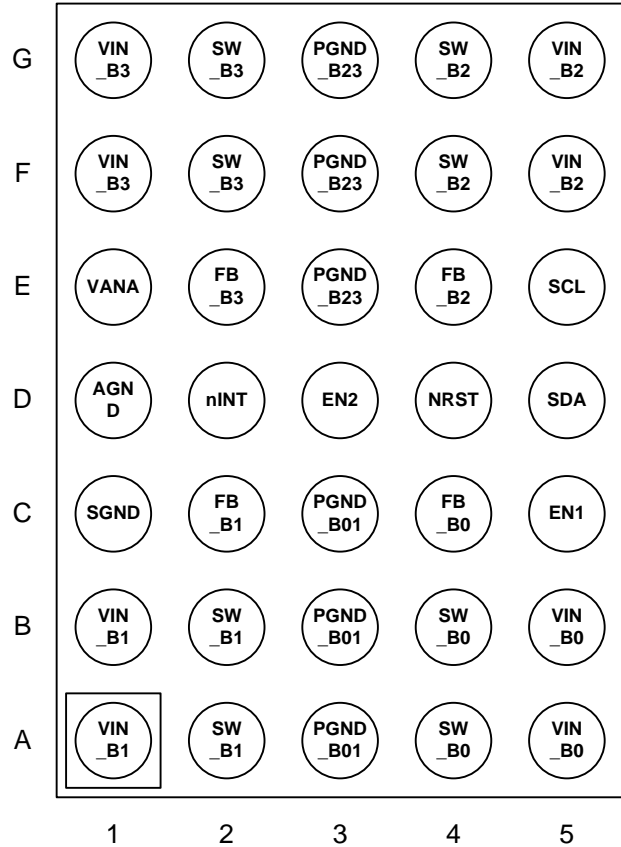 G VIN _B3 SW _B3 PGND _B23 SW _B2 VIN _B2
F VIN _B3 SW _B3 PGND _B23 SW _B2 VIN _B2
E VANA FB _B3 PGND _B23 FB _B2 SCL
D AGN D nINT EN2 NRST SDA
C SGND FB _B1 PGND _B01 FB _B0 EN1
B VIN _B1 SW _B1 PGND _B01 SW _B0 VIN _B0
A VIN _B1 SW _B1 PGND _B01 SW _B0 VIN _B0
1 2 3 4 5